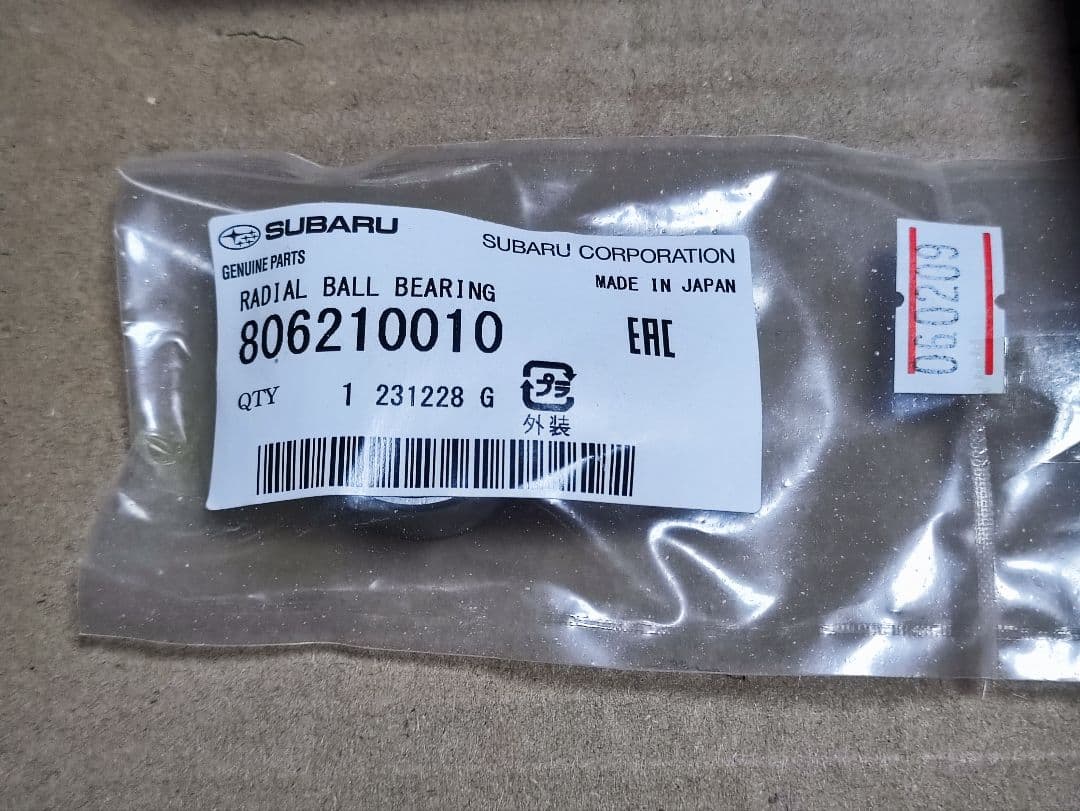 SUBARU
SUBARU CORPORATION
GENUINE PARTS
MADE IN JAPAN
RADIAL BALL BEARING
806210010
EAC
QTY 1 231228 G
プラ
外装
060209